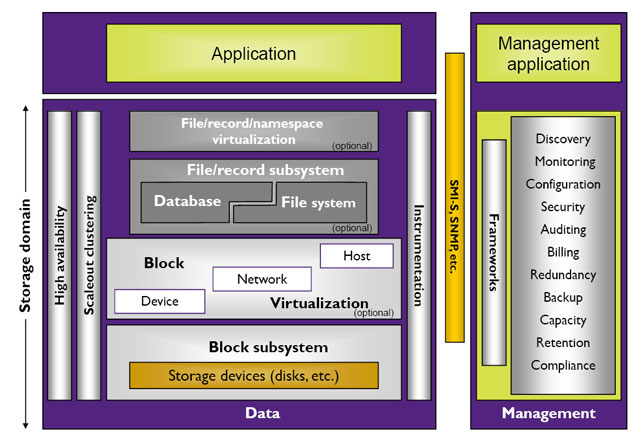 Application
Management
application
Storage domain
High availability
Scaleout clustering
File/record/namespace
virtualization
(optional)
File/record subsystem
Database
File system
(optional)
Block
Host
Network
Device
Virtualization
(optional)
Block subsystem
Storage devices (disks, etc.)
Instrumentation
Data
SMI-S, SNMP, etc.
Frameworks
Discovery
Monitoring
Configuration
Security
Auditing
Billing
Redundancy
Backup
Capacity
Retention
Compliance
Management